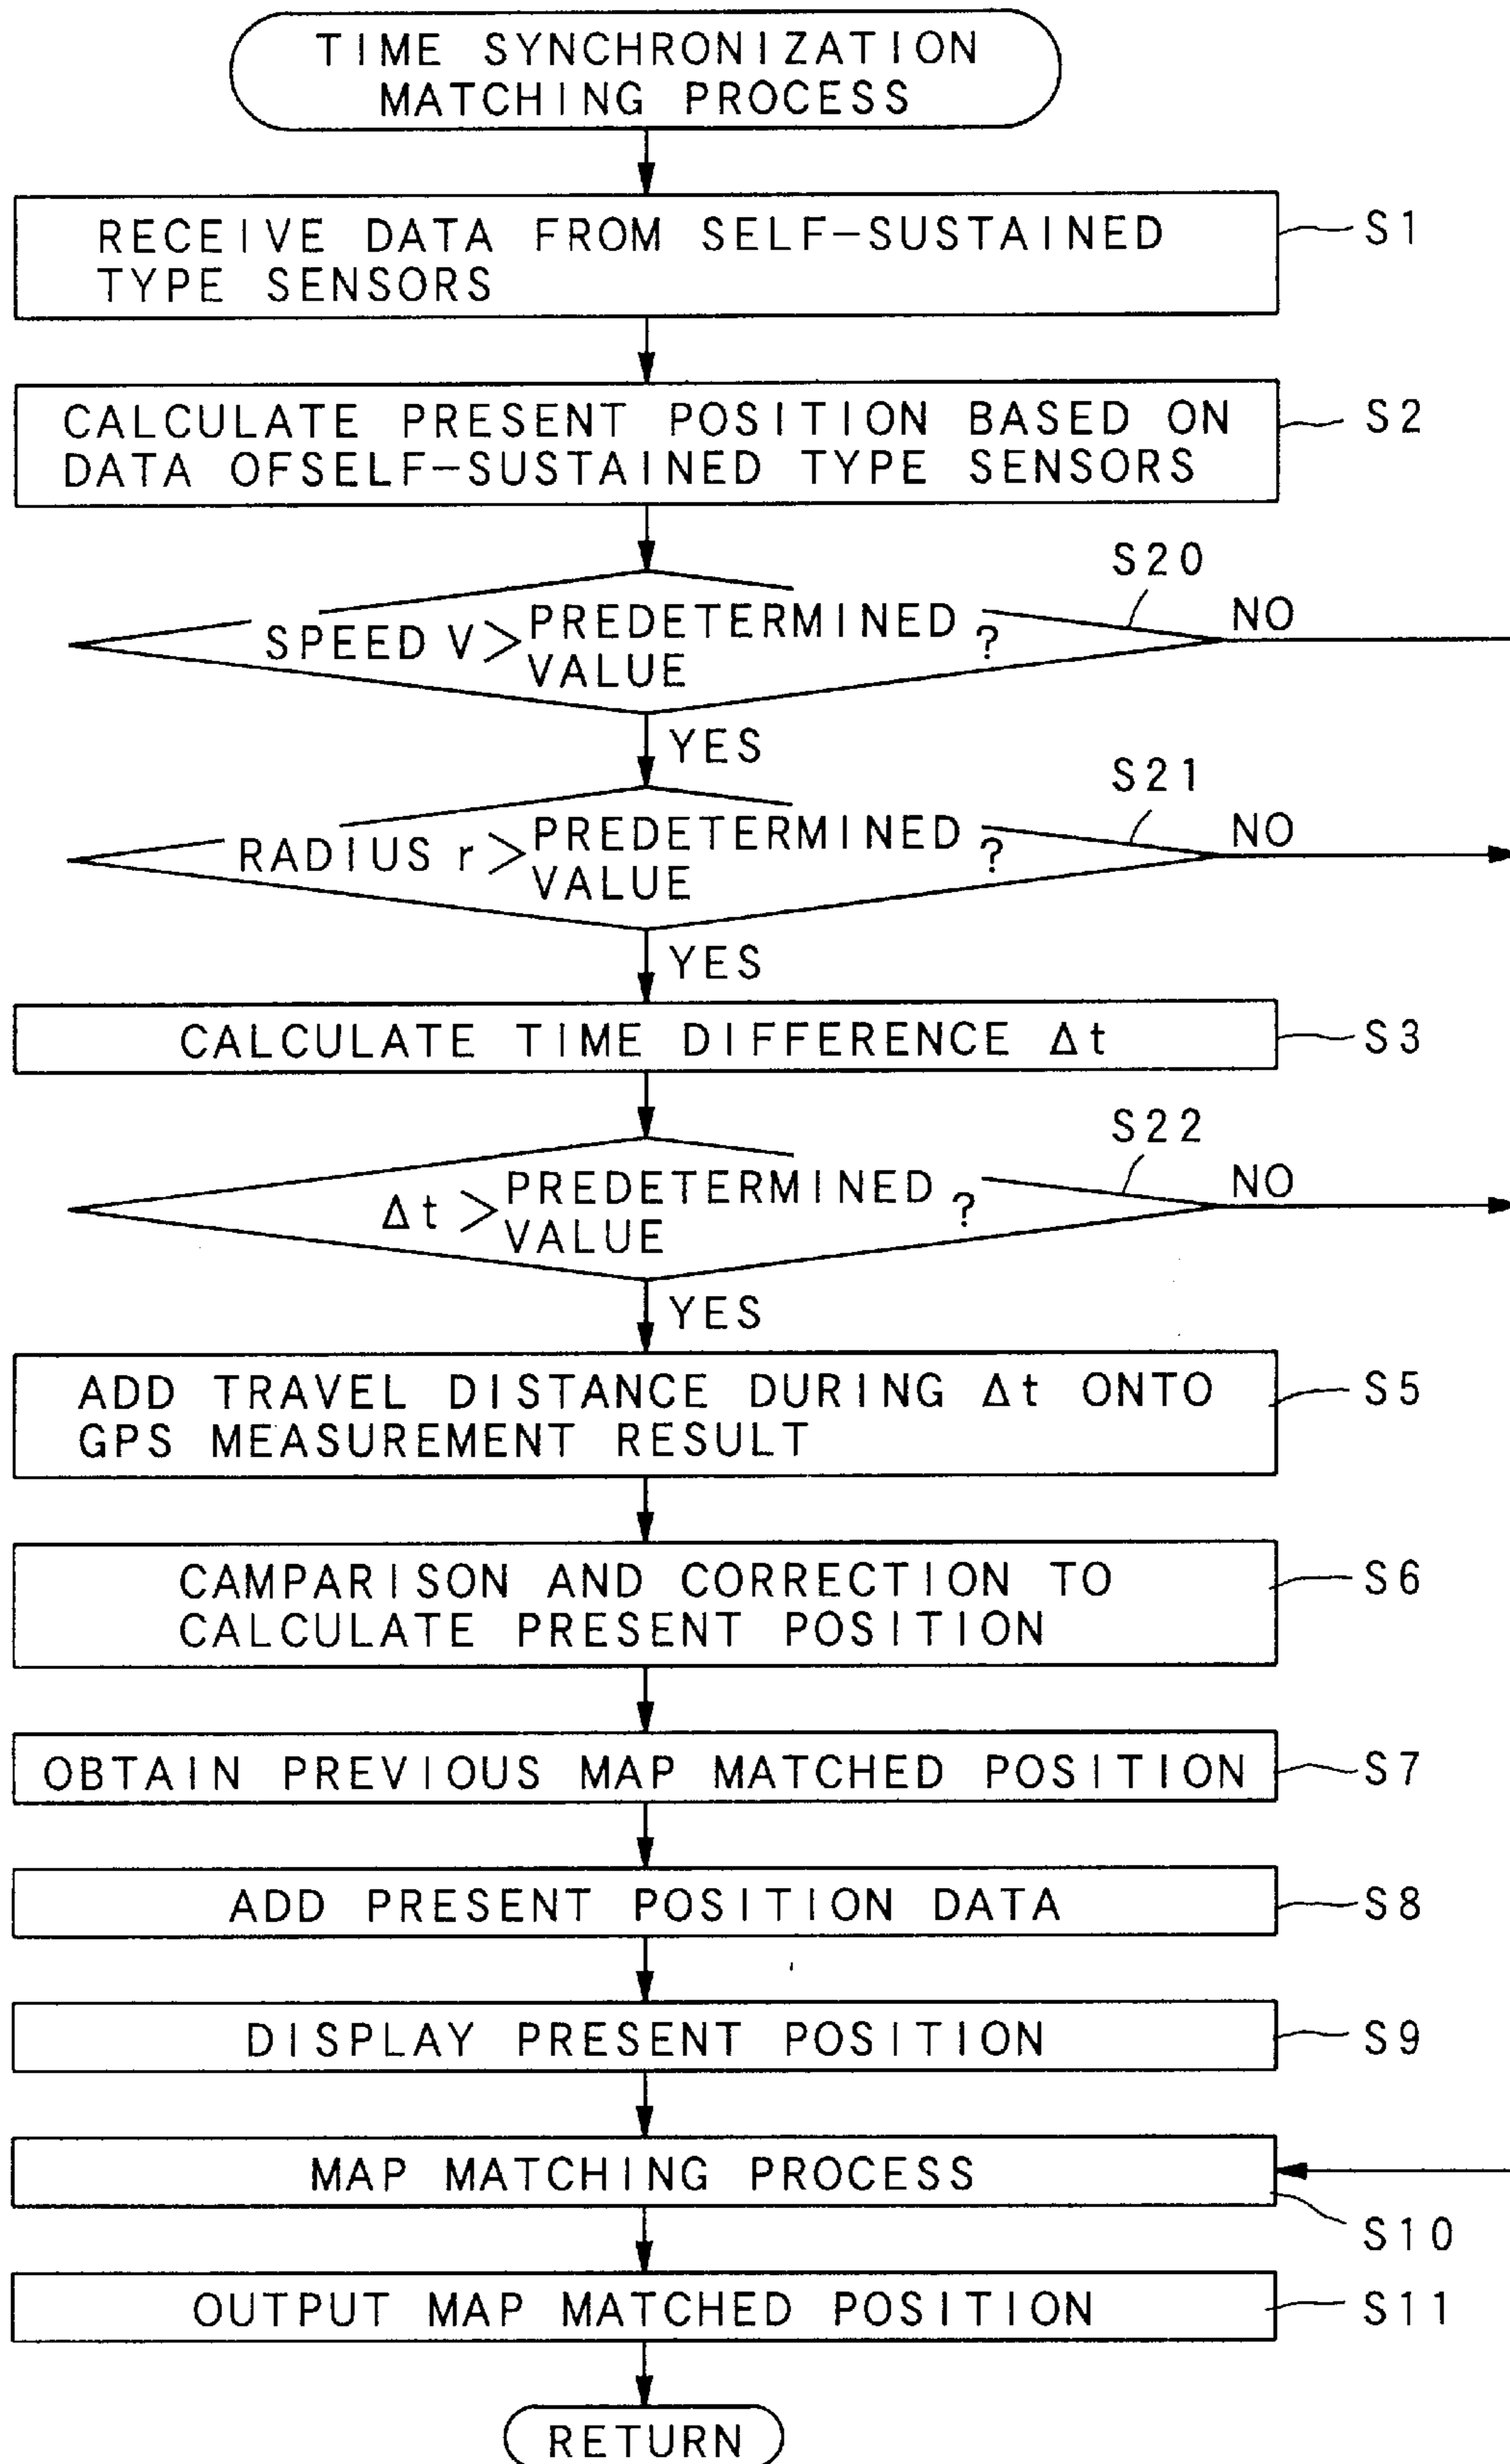 TIME SYNCHRONIZATION
MATCHING PROCESS
RECEIVE DATA FROM SELF-SUSTAINED
TYPE SENSORS
S1
CALCULATE PRESENT POSITION BASED ON
DATA OFSELF-SUSTAINED TYPE SENSORS
S2
S20
SPEED V > PREDETERMINED
VALUE ?
NO
YES
S21
RADIUS r > PREDETERMINED
VALUE ?
NO
YES
CALCULATE TIME DIFFERENCE Δt
S3
S22
Δt > PREDETERMINED
VALUE ?
NO
YES
ADD TRAVEL DISTANCE DURING Δt ONTO
GPS MEASUREMENT RESULT
S5
CAMPARISON AND CORRECTION TO
CALCULATE PRESENT POSITION
S6
OBTAIN PREVIOUS MAP MATCHED POSITION
S7
ADD PRESENT POSITION DATA
S8
DISPLAY PRESENT POSITION
S9
MAP MATCHING PROCESS
S10
OUTPUT MAP MATCHED POSITION
S11
RETURN